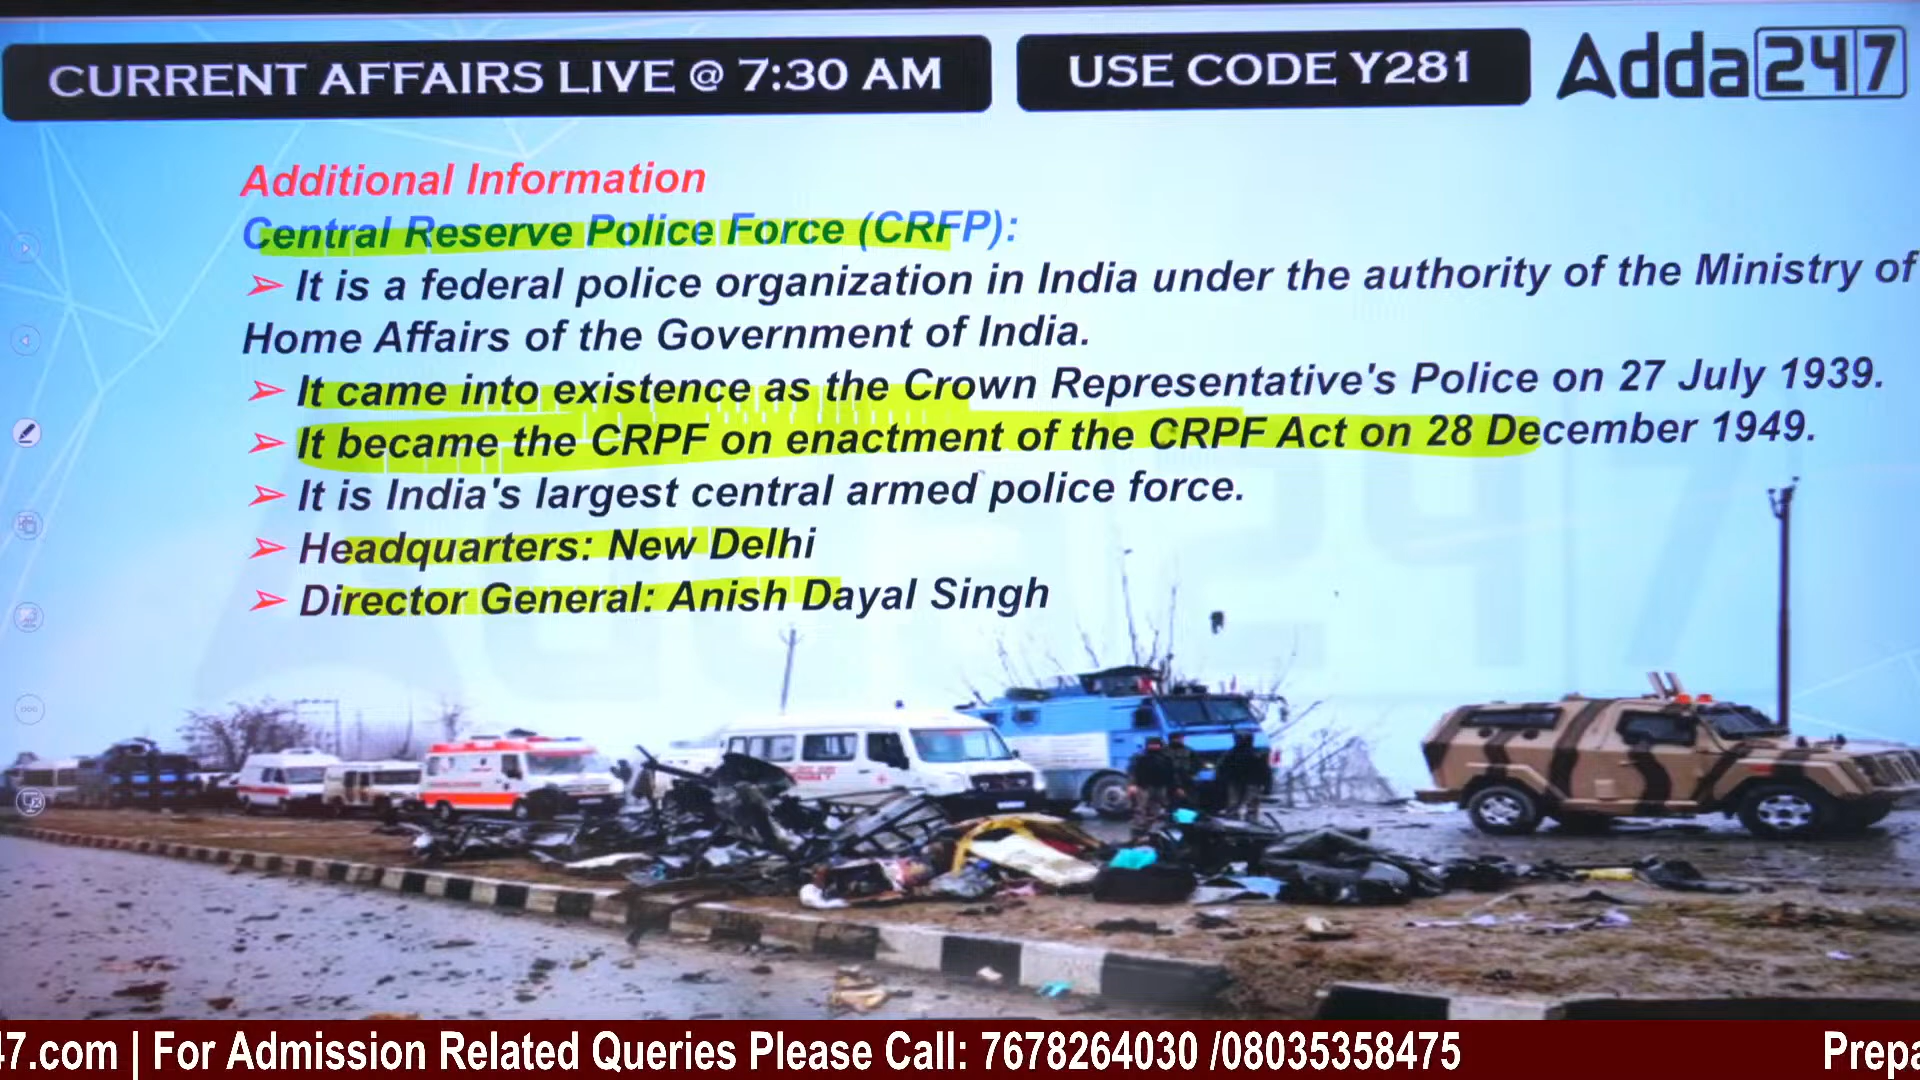 CURRENT AFFAIRS LIVE @ 7:30 AM
USE CODE Y281
Adda247
Additional Information
Central Reserve Police Force (CRFP):
➢ It is a federal police organization in India under the authority of the Ministry of
Home Affairs of the Government of India.
➢ It came into existence as the Crown Representative's Police on 27 July 1939.
➢ It became the CRPF on enactment of the CRPF Act on 28 December 1949.
➢ It is India's largest central armed police force.
➢ Headquarters: New Delhi
➢ Director General: Anish Dayal Singh
47.com | For Admission Related Queries Please Call: 7678264030 /08035358475
Prepa